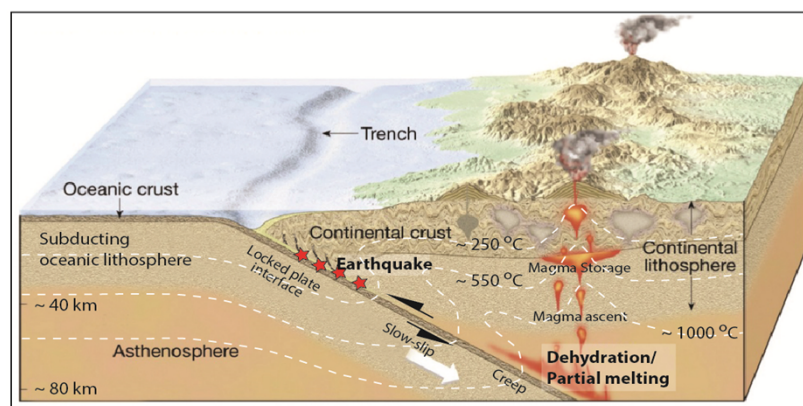 Trench
Oceanic crust
Subducting
oceanic lithosphere
Locked plate
interface
Earthquake
Continental crust
~ 250 °C
Magma Storage
~ 550 °C
Continental
lithosphere
~ 40 km
Magma ascent
~ 1000 °C
Slow-slip
Asthenosphere
Dehydration/
Partial melting
Creep
~ 80 km